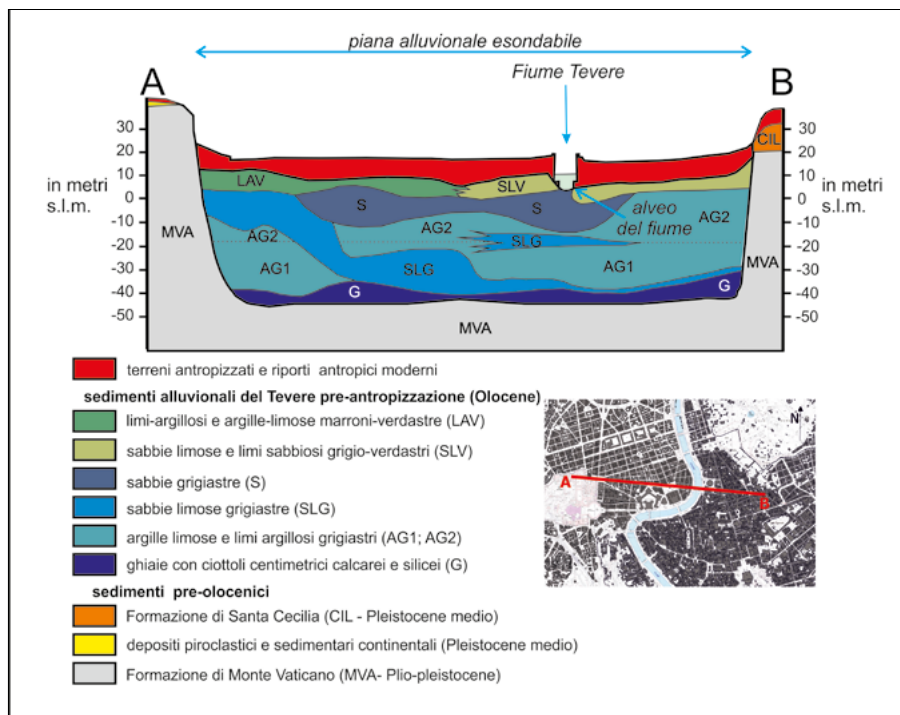 piana alluvionale esondabile
A
Fiume Tevere
B
30
20
10
0
-10
-20
-30
-40
-50
in metri
s.l.m.
30
20
10
0
-10
-20
-30
-40
-50
in metri
s.l.m.
CIL
LAV
SLV
S
S
alveo
del fiume
AG2
AG2
AG2
SLG
MVA
MVA
AG1
SLG
AG1
G
G
MVA
terreni antropizzati e riporti antropici moderni
sedimenti alluvionali del Tevere pre-antropizzazione (Olocene)
limi-argillosi e argille-limose marroni-verdastre (LAV)
sabbie limose e limi sabbiosi grigio-verdastri (SLV)
sabbie grigiastre (S)
sabbie limose grigiastre (SLG)
argille limose e limi argillosi grigiastri (AG1; AG2)
ghiaie con ciottoli centimetrici calcarei e silicei (G)
sedimenti pre-olocenici
Formazione di Santa Cecilia (CIL - Pleistocene medio)
depositi piroclastici e sedimentari continentali (Pleistocene medio)
Formazione di Monte Vaticano (MVA- Plio-pleistocene)
N
A
B